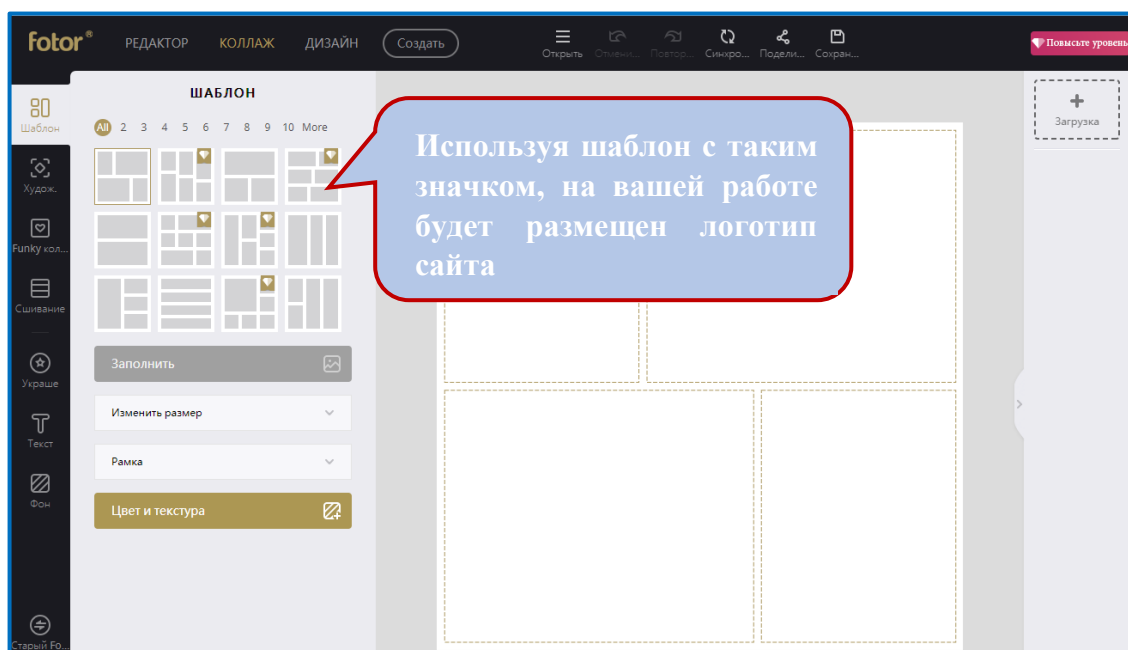 fotor®
РЕДАКТОР КОЛЛАЖ ДИЗАЙН Создать
Открыть Отмени... Повтор... Синхро... Подели... Сохран...
Повысьте уровень
Шаблон
Худож.
Funky кол...
Сшивание
Украше
Текст
Фон
Старый Fo...
ШАБЛОН
All 2 3 4 5 6 7 8 9 10 More
Заполнить
Изменить размер
Рамка
Цвет и текстура
Используя шаблон с таким
значком, на вашей работе
будет размещен логотип
сайта
Загрузка